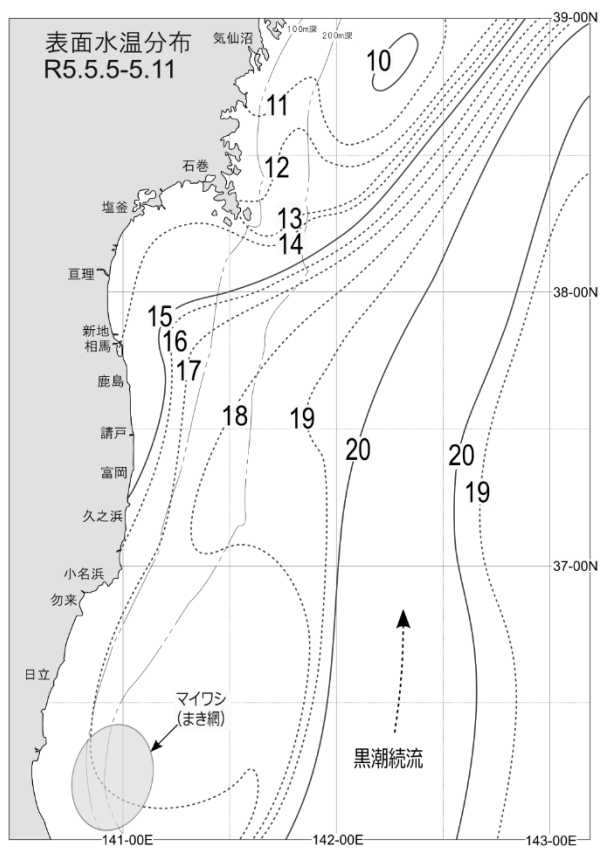 表面水温分布
R5.5.5-5.11
気仙沼
100m深
200m深
39-00N
10
11
12
石巻
塩釜
13
14
亘理
38-00N
15
新地
16
相馬
17
鹿島
18
19
請戸
20
20
富岡
19
久之浜
小名浜
37-00N
勿来
日立
マイワシ
(まき網)
黒潮続流
141-00E
142-00E
143-00E